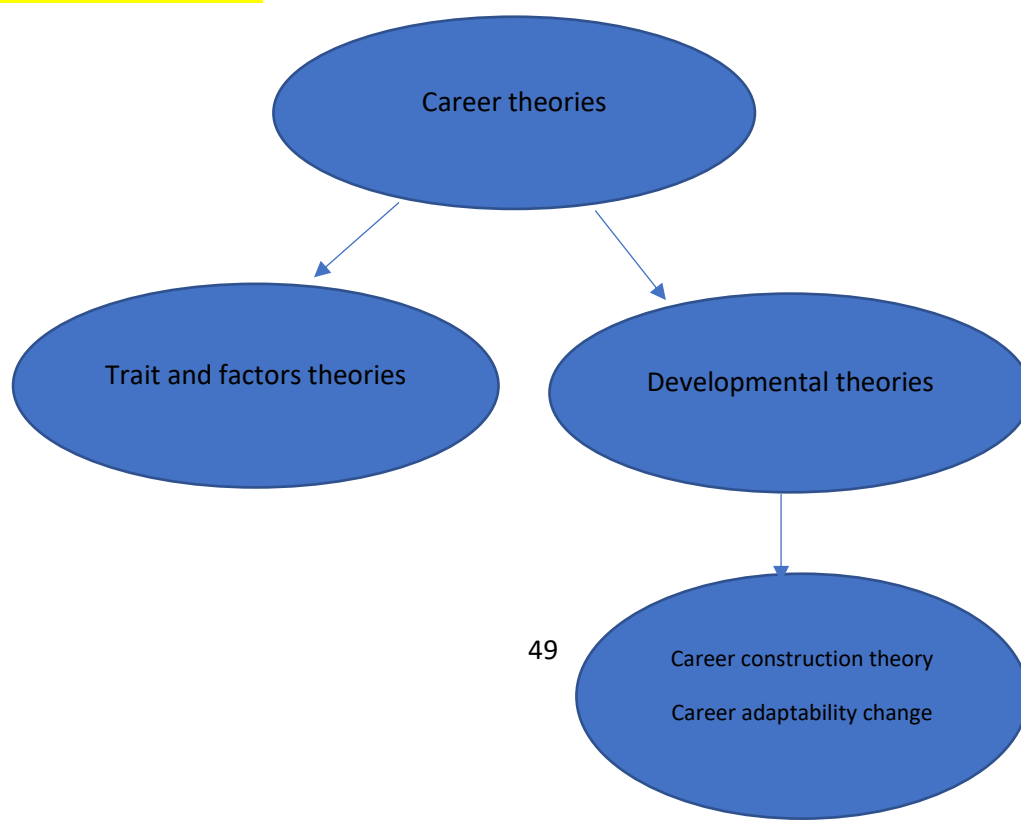 Career theories
Trait and factors theories
Developmental theories
49
Career construction theory
Career adaptability change